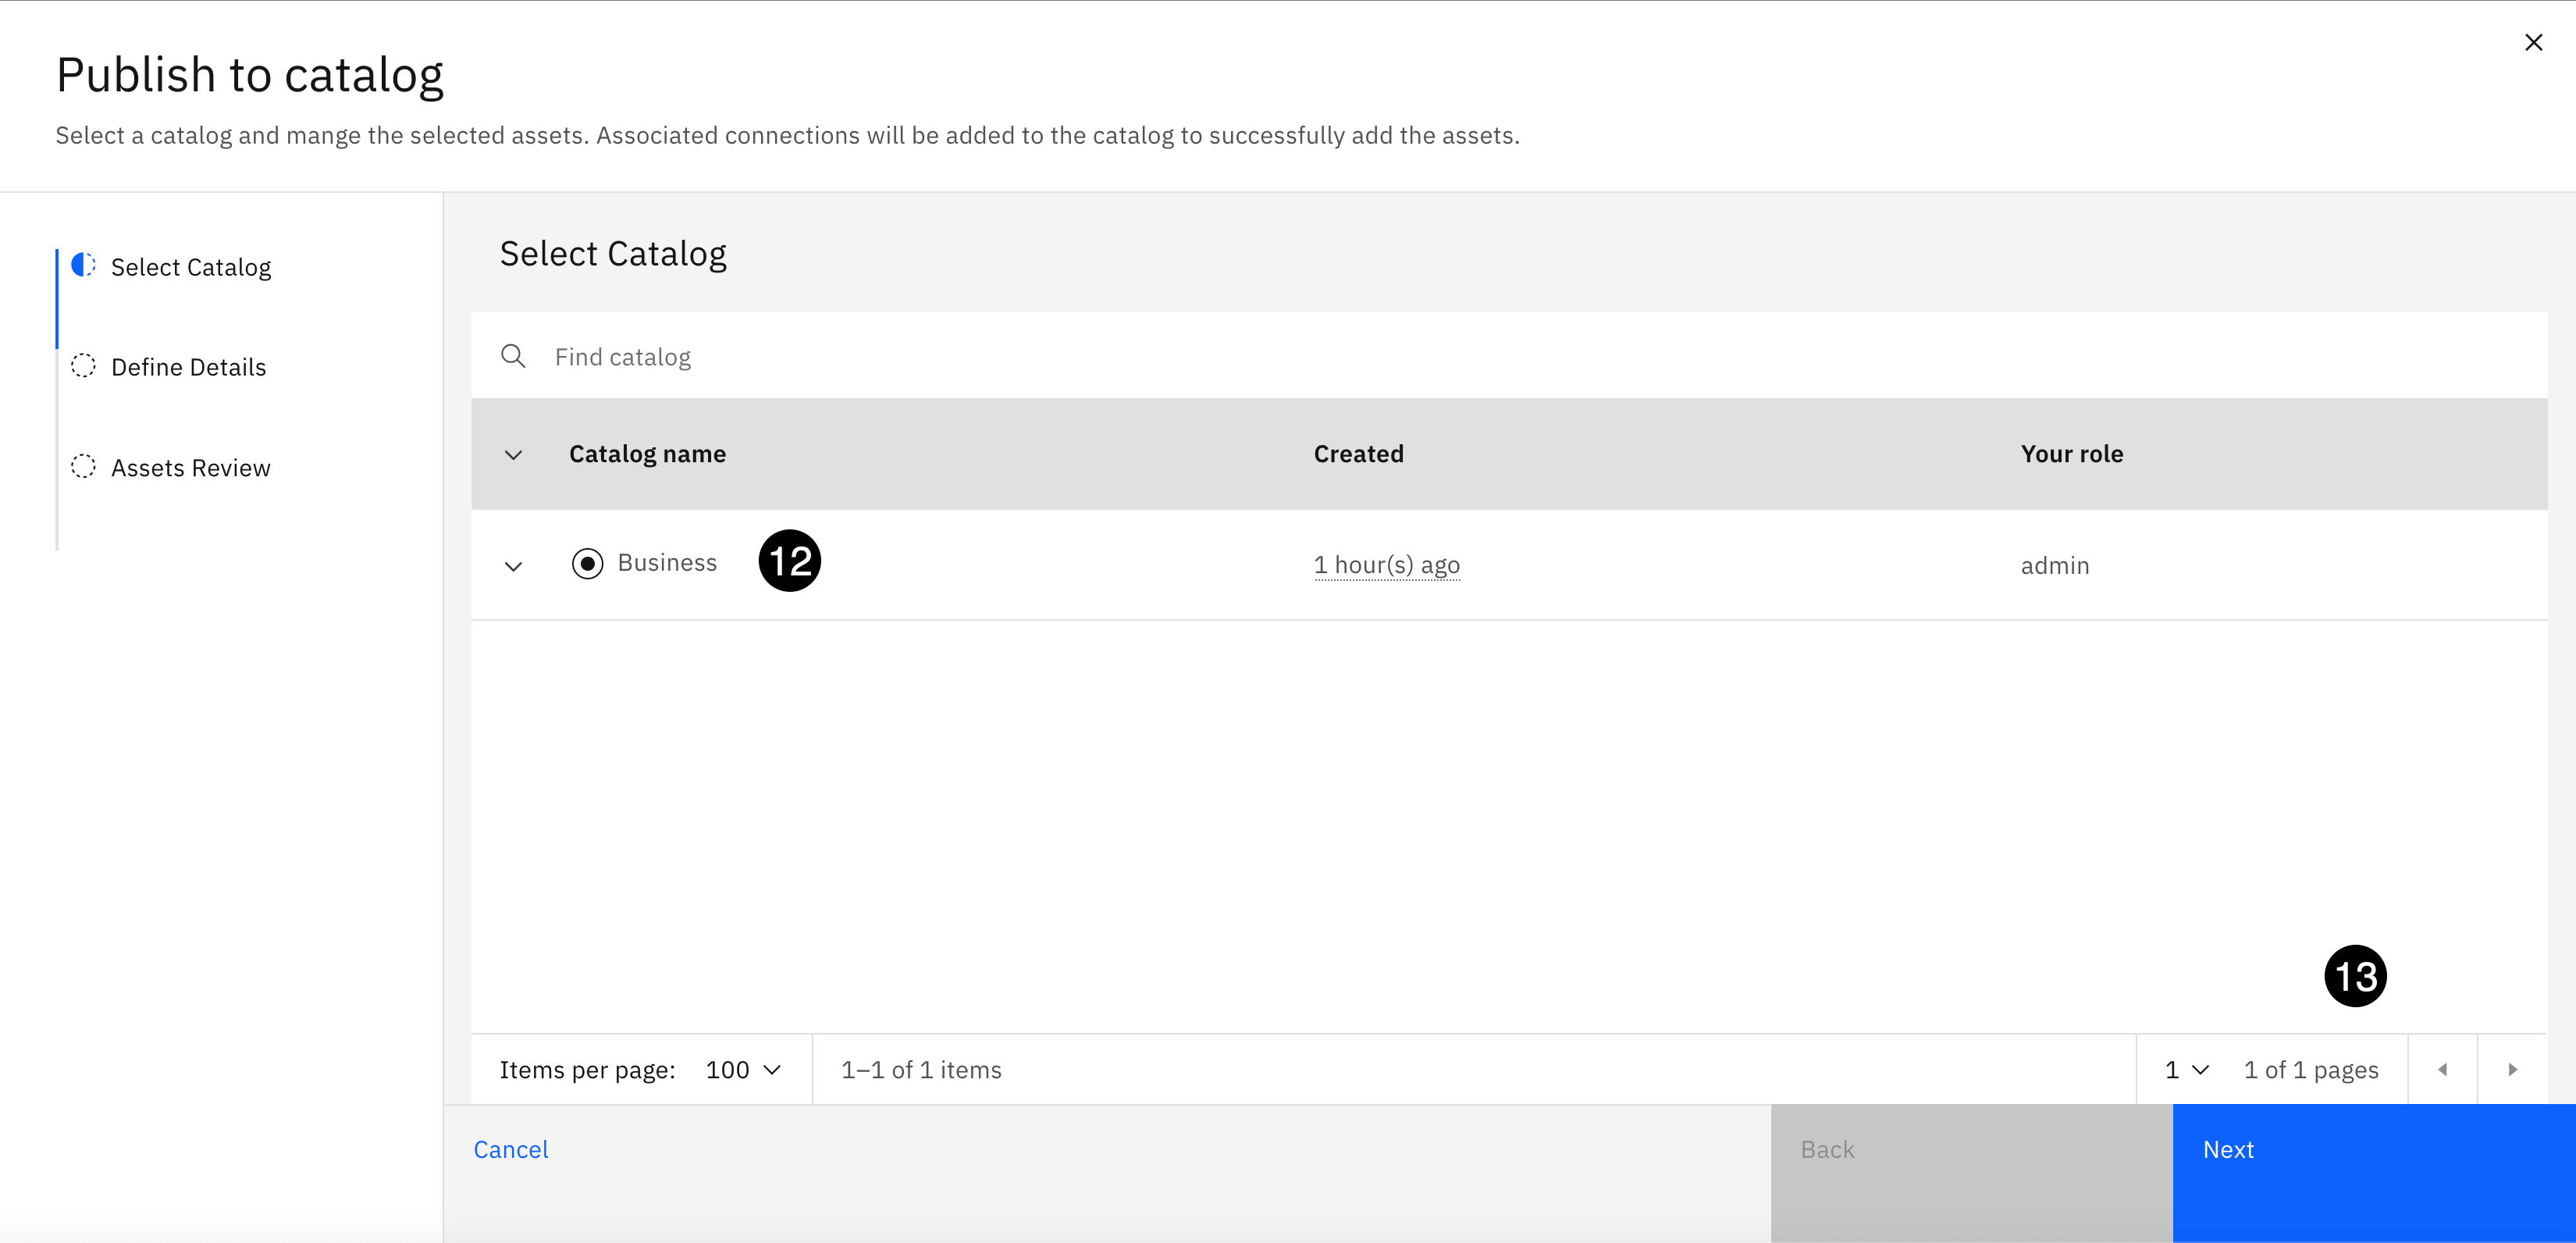 Publish to catalog
Select a catalog and mange the selected assets. Associated connections will be added to the catalog to successfully add the assets.
Select Catalog
Define Details
Assets Review
Select Catalog
Find catalog
Catalog name Created Your role
Business 12 1 hour(s) ago admin
13
Items per page: 100 1–1 of 1 items 1 1 of 1 pages
Cancel Back Next